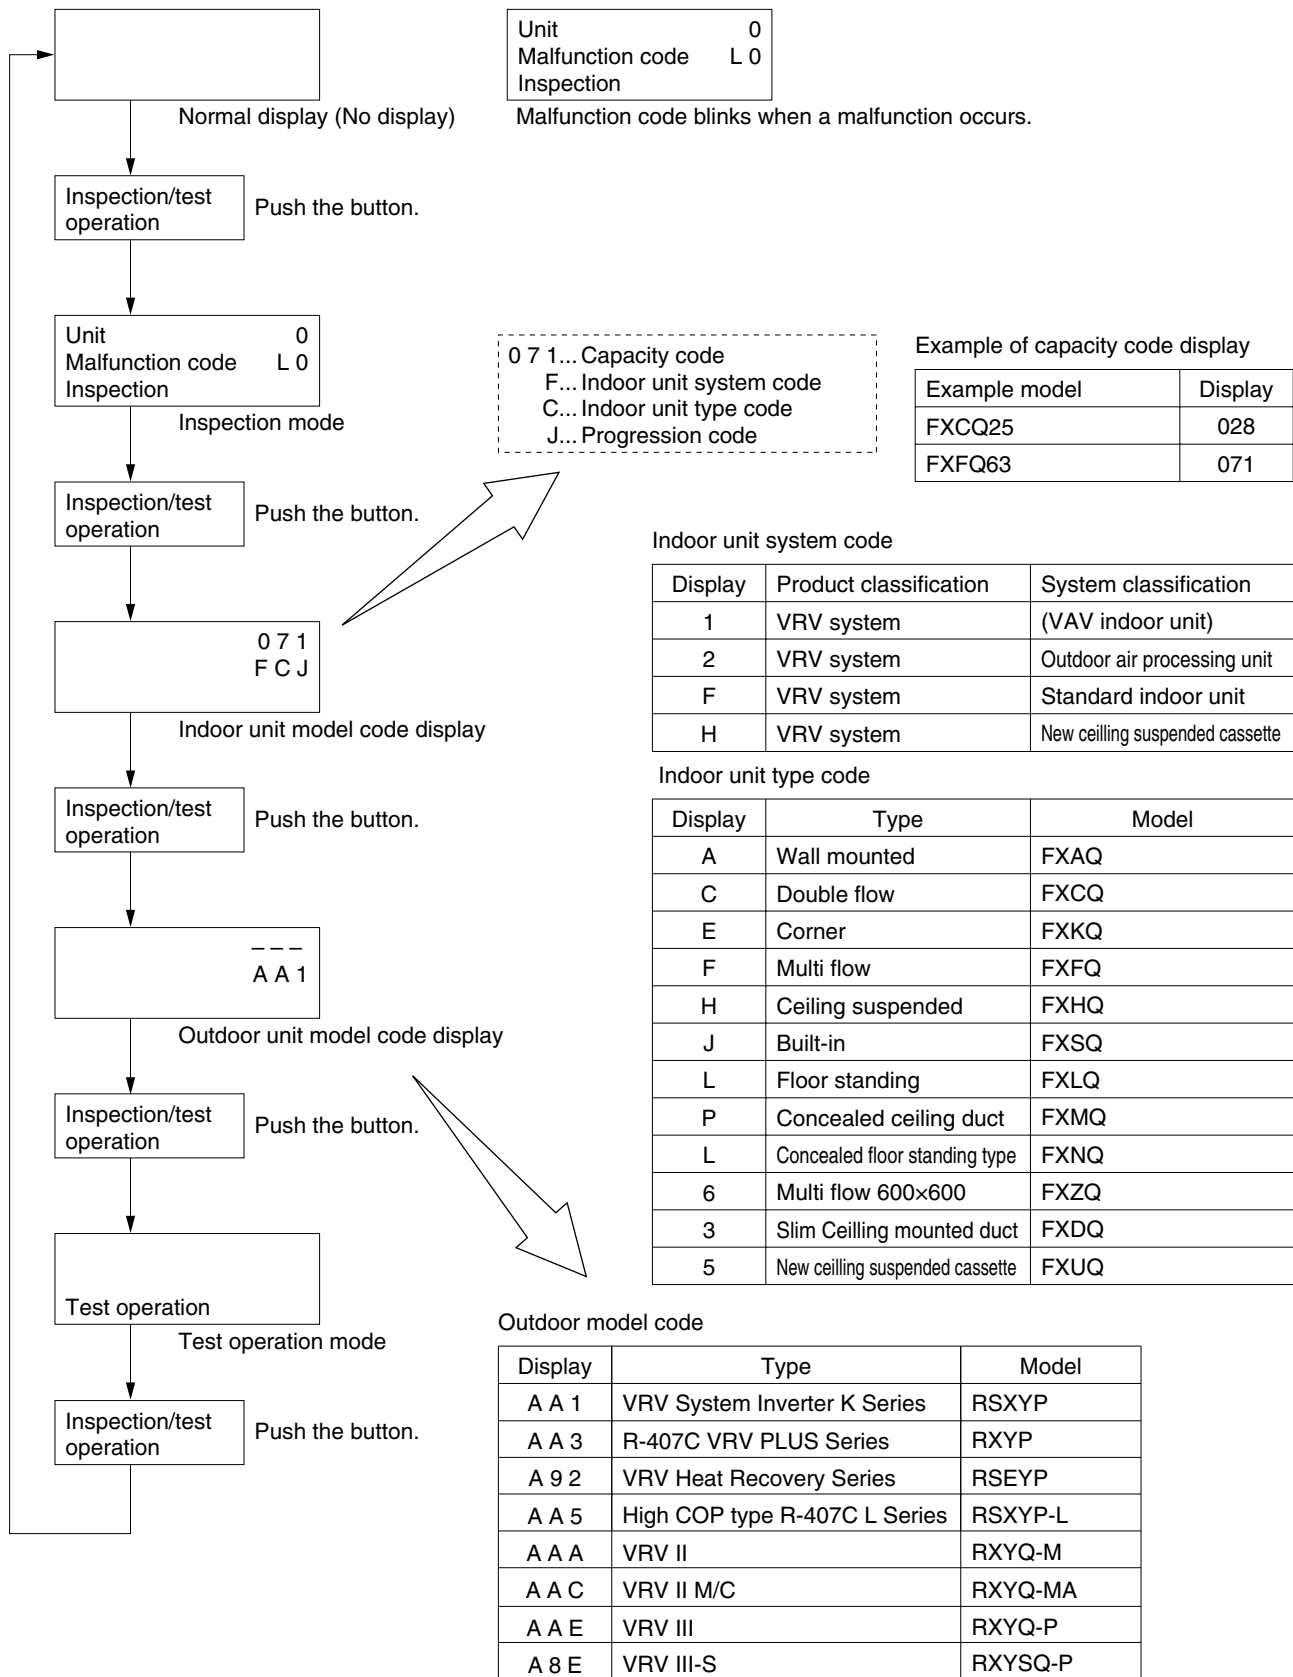 Unit 0
Malfunction code L 0
Inspection
Normal display (No display)
Malfunction code blinks when a malfunction occurs.
Inspection/test
operation
Push the button.
Unit 0
Malfunction code L 0
Inspection
Inspection mode
Inspection/test
operation
Push the button.
0 7 1
F C J
Indoor unit model code display
Inspection/test
operation
Push the button.
– – –
A A 1
Outdoor unit model code display
Inspection/test
operation
Push the button.
Test operation
Test operation mode
Inspection/test
operation
Push the button.
0 7 1... Capacity code
F... Indoor unit system code
C... Indoor unit type code
J... Progression code
Example of capacity code display
Example model Display
FXCQ25 028
FXFQ63 071
Indoor unit system code
Display Product classification System classification
1 VRV system (VAV indoor unit)
2 VRV system Outdoor air processing unit
F VRV system Standard indoor unit
H VRV system New ceilling suspended cassette
Indoor unit type code
Display Type Model
A Wall mounted FXAQ
C Double flow FXCQ
E Corner FXKQ
F Multi flow FXFQ
H Ceiling suspended FXHQ
J Built-in FXSQ
L Floor standing FXLQ
P Concealed ceiling duct FXMQ
L Concealed floor standing type FXNQ
6 Multi flow 600×600 FXZQ
3 Slim Ceilling mounted duct FXDQ
5 New ceilling suspended cassette FXUQ
Outdoor model code
Display Type Model
A A 1 VRV System Inverter K Series RSXYP
A A 3 R-407C VRV PLUS Series RXYP
A 9 2 VRV Heat Recovery Series RSEYP
A A 5 High COP type R-407C L Series RSXYP-L
A A A VRV II RXYQ-M
A A C VRV II M/C RXYQ-MA
A A E VRV III RXYQ-P
A 8 E VRV III-S RXYSQ-P